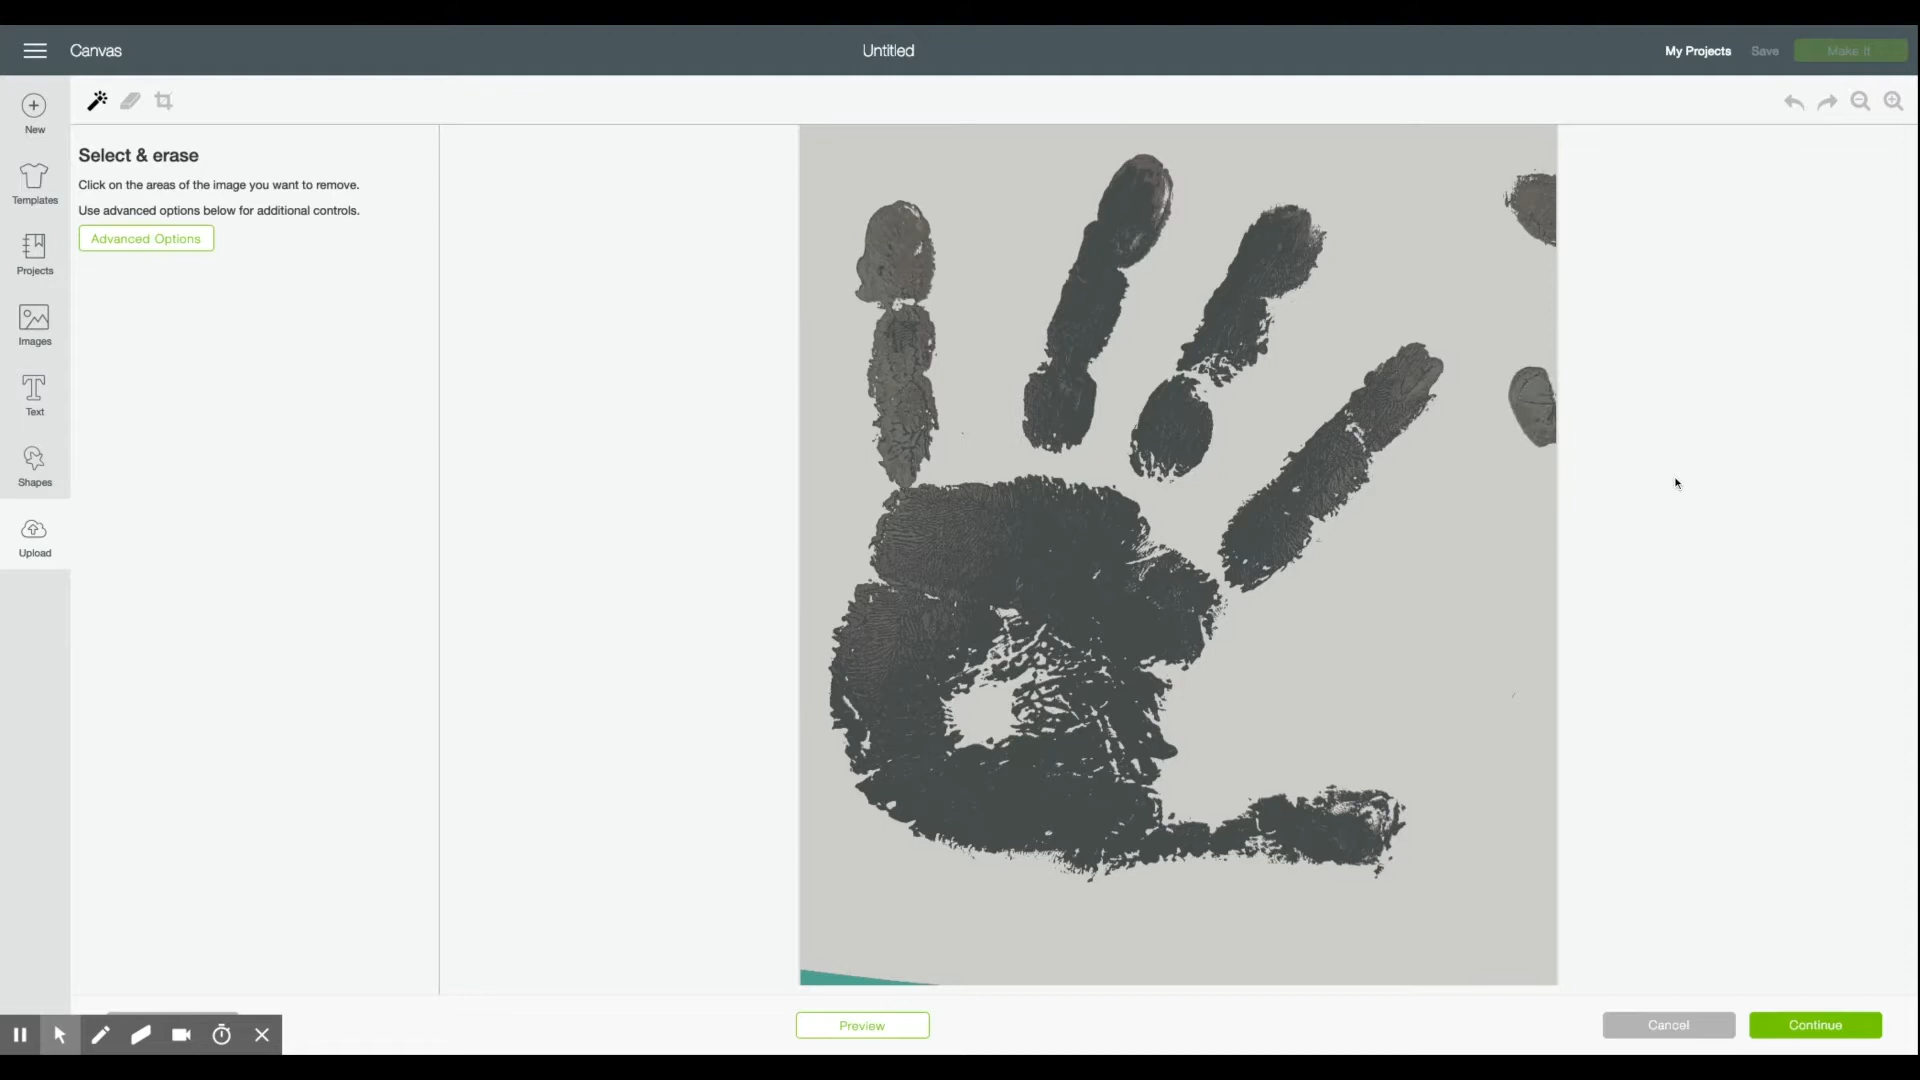 Canvas
Untitled
My Projects
Save
Make It
New
Templates
Projects
Images
Text
Shapes
Upload
Select & erase
Click on the areas of the image you want to remove.
Use advanced options below for additional controls.
Advanced Options
Preview
Cancel
Continue